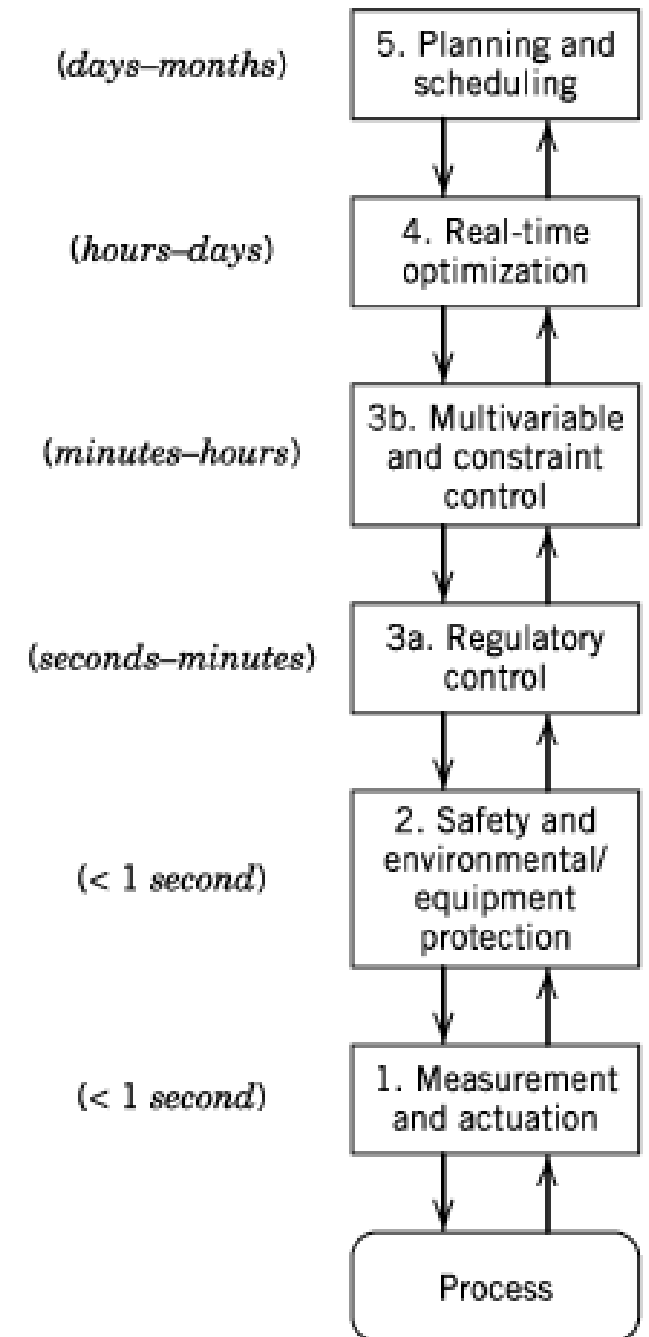 (days–months)
5. Planning and
scheduling
(hours–days)
4. Real-time
optimization
(minutes–hours)
3b. Multivariable
and constraint
control
(seconds–minutes)
3a. Regulatory
control
(< 1 second)
2. Safety and
environmental/
equipment
protection
(< 1 second)
1. Measurement
and actuation
Process